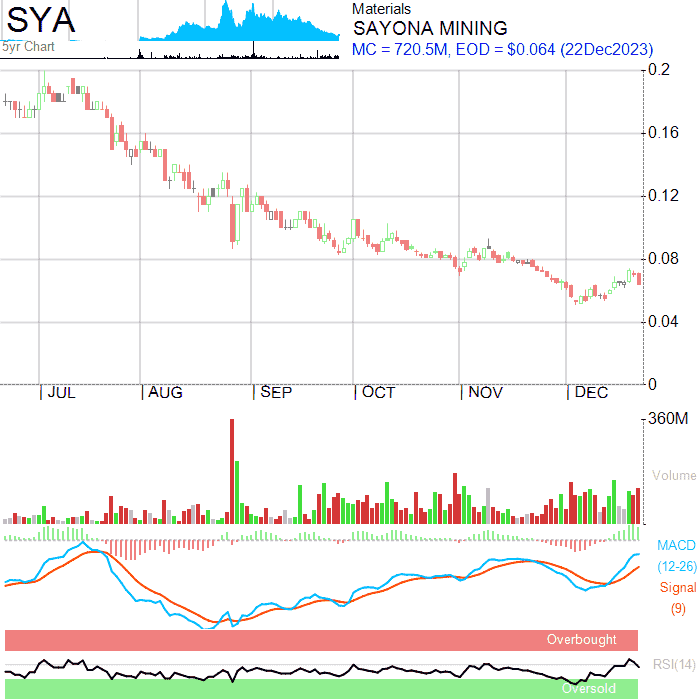 SYA
5yr Chart
Materials
SAYONA MINING
MC = 720.5M, EOD = $0.064 (22Dec2023)
0.2
0.16
0.12
0.08
0.04
0
JUL AUG SEP OCT NOV DEC
360M
Volume
MACD
(12-26)
Signal
(9)
Overbought
RSI(14)
Oversold